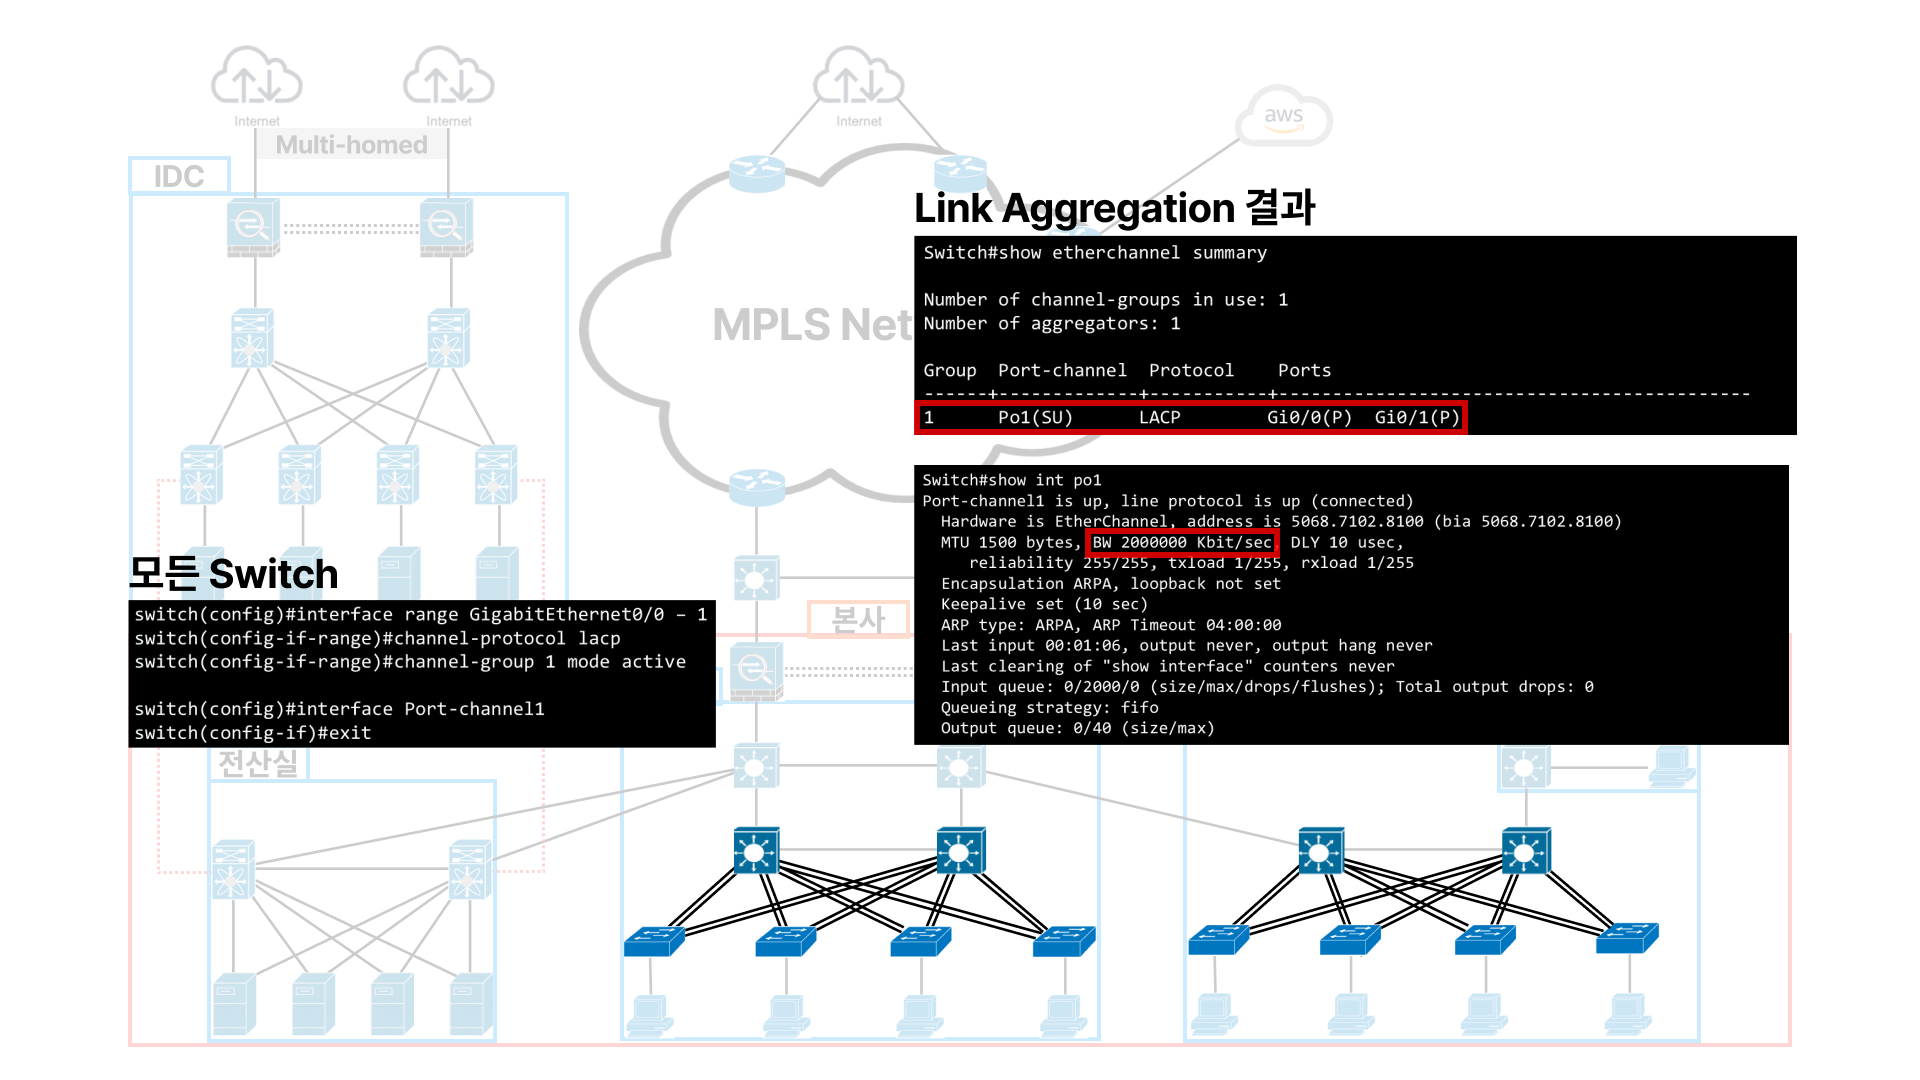 Internet
Internet
Internet
aws
Multi-homed
IDC
Link Aggregation 결과
Switch#show etherchannel summary
Number of channel-groups in use: 1
Number of aggregators: 1
Group Port-channel Protocol Ports
------+-------------+-----------+---------------------------------------------
1 Po1(SU) LACP Gi0/0(P) Gi0/1(P)
MPLS Net
Switch#show int po1
Port-channel1 is up, line protocol is up (connected)
Hardware is EtherChannel, address is 5068.7102.8100 (bia 5068.7102.8100)
MTU 1500 bytes, BW 2000000 Kbit/sec, DLY 10 usec,
reliability 255/255, txload 1/255, rxload 1/255
Encapsulation ARPA, loopback not set
Keepalive set (10 sec)
ARP type: ARPA, ARP Timeout 04:00:00
Last input 00:01:06, output never, output hang never
Last clearing of "show interface" counters never
Input queue: 0/2000/0 (size/max/drops/flushes); Total output drops: 0
Queueing strategy: fifo
Output queue: 0/40 (size/max)
모든 Switch
switch(config)#interface range GigabitEthernet0/0 – 1
switch(config-if-range)#channel-protocol lacp
switch(config-if-range)#channel-group 1 mode active
switch(config)#interface Port-channel1
switch(config-if)#exit
본사
전산실